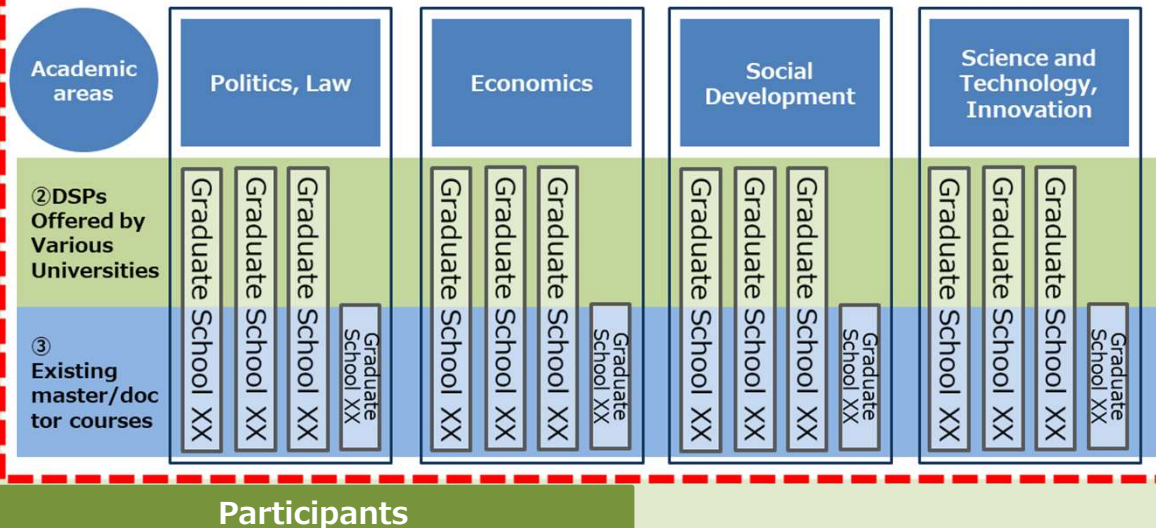 Academic
areas
Politics, Law
Economics
Social
Development
Science and
Technology,
Innovation
②DSPs
Offered by
Various
Universities
Graduate School XX
Graduate School XX
Graduate School XX
Graduate
School XX
Graduate School XX
Graduate School XX
Graduate School XX
Graduate
School XX
Graduate School XX
Graduate School XX
Graduate School XX
Graduate
School XX
Graduate School XX
Graduate School XX
Graduate School XX
Graduate
School XX
③
Existing
master/doc
tor courses
Participants